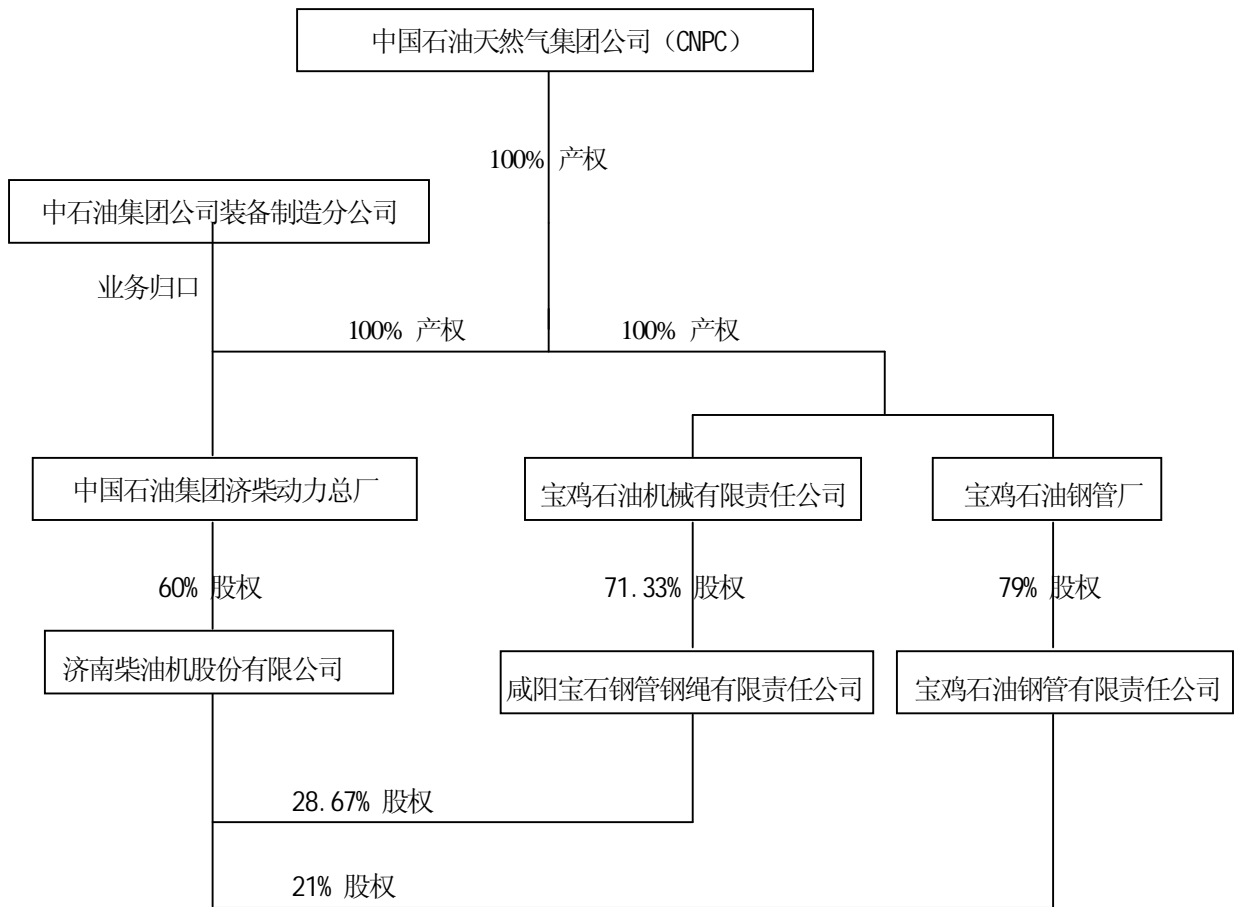 中国石油天然气集团公司（CNPC）
100% 产权
中石油集团公司装备制造分公司
业务归口
100% 产权
100% 产权
中国石油集团济柴动力总厂
宝鸡石油机械有限责任公司
宝鸡石油钢管厂
60% 股权
71.33% 股权
79% 股权
济南柴油机股份有限公司
咸阳宝石钢管钢绳有限责任公司
宝鸡石油钢管有限责任公司
28.67% 股权
21% 股权